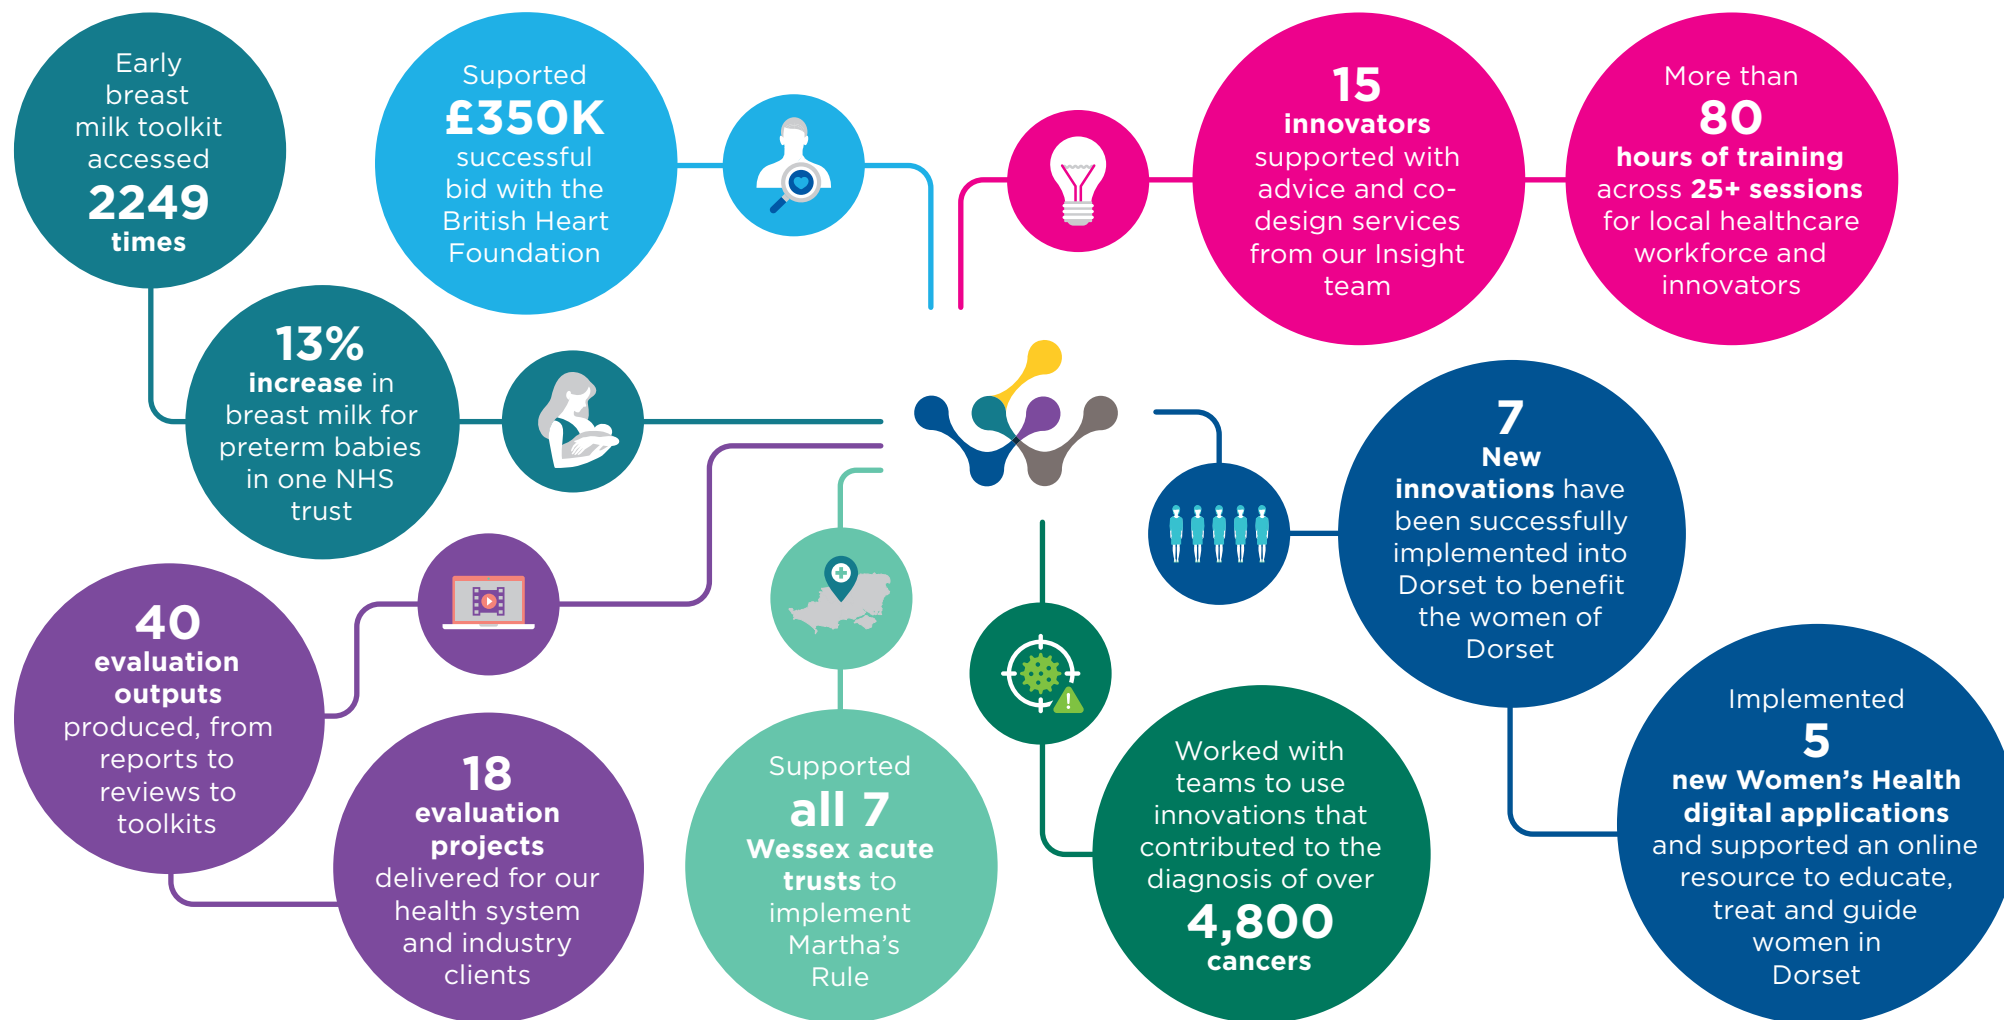 Early
breast
milk toolkit
accessed
2249
times
Suported
£350K
successful
bid with the
British Heart
Foundation
15
innovators
supported with
advice and co-
design services
from our Insight
team
More than
80
hours of training
across 25+ sessions
for local healthcare
workforce and
innovators
13%
increase in
breast milk for
preterm babies
in one NHS
trust
7
New
innovations have
been successfully
implemented into
Dorset to benefit
the women of
Dorset
40
evaluation
outputs
produced, from
reports to
reviews to
toolkits
18
evaluation
projects
delivered for our
health system
and industry
clients
Supported
all 7
Wessex acute
trusts to
implement
Martha's
Rule
Worked with
teams to use
innovations that
contributed to the
diagnosis of over
4,800
cancers
Implemented
5
new Women's Health
digital applications
and supported an online
resource to educate,
treat and guide
women in
Dorset